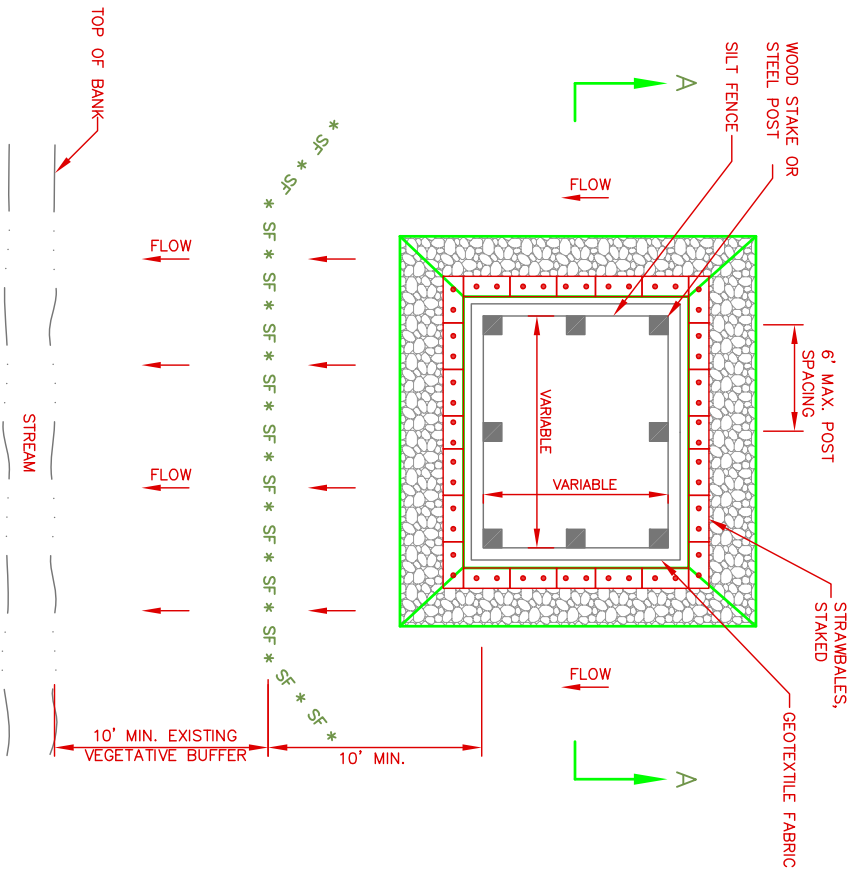 TOP OF BANK
WOOD STAKE OR
STEEL POST
SILT FENCE
A
FLOW
6' MAX. POST
SPACING
VARIABLE
VARIABLE
STRAWBALES,
STAKED
GEOTEXTILE FABRIC
FLOW
A
* SF * SF *
* SF * SF * SF * SF * SF * SF * SF * SF * SF *
SF * SF *
FLOW
FLOW
STREAM
10' MIN. EXISTING
VEGETATIVE BUFFER
10' MIN.